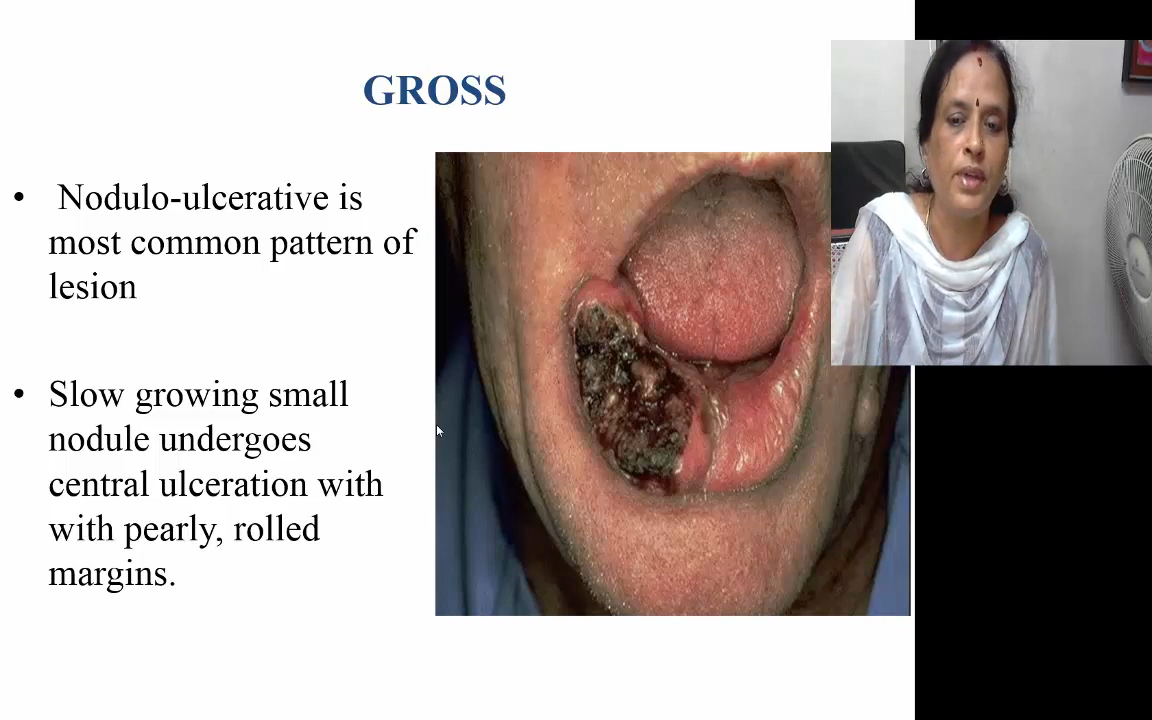 GROSS
• Nodulo-ulcerative is
most common pattern of
lesion
• Slow growing small
nodule undergoes
central ulceration with
with pearly, rolled
margins.